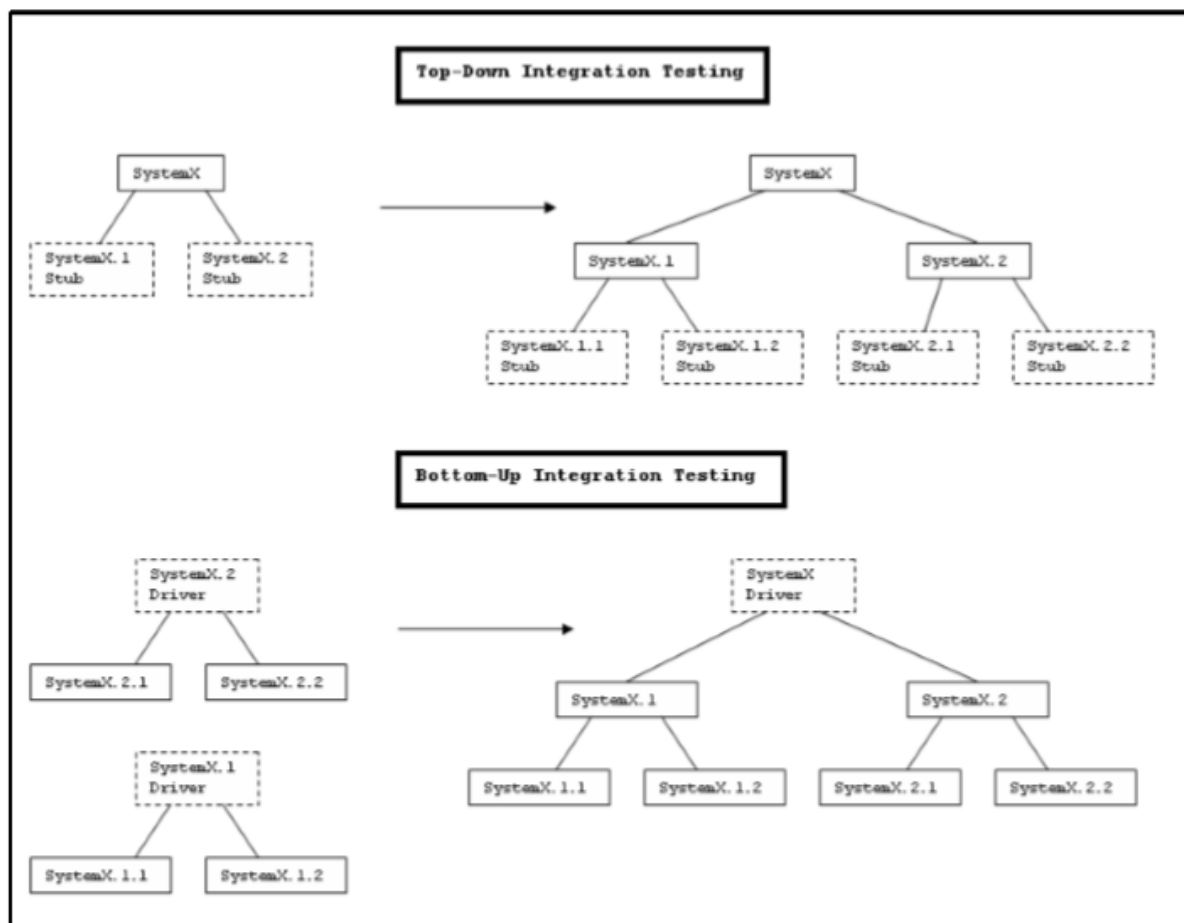 Top-Down Integration Testing
SystemX
SystemX
SystemX.1
Stub
SystemX.2
Stub
SystemX.1
SystemX.2
SystemX.1.1
Stub
SystemX.1.2
Stub
SystemX.2.1
Stub
SystemX.2.2
Stub
Bottom-Up Integration Testing
SystemX.2
Driver
SystemX
Driver
SystemX.2.1
SystemX.2.2
SystemX.1
SystemX.2
SystemX.1
Driver
SystemX.1.1
SystemX.1.2
SystemX.2.1
SystemX.2.2
SystemX.1.1
SystemX.1.2